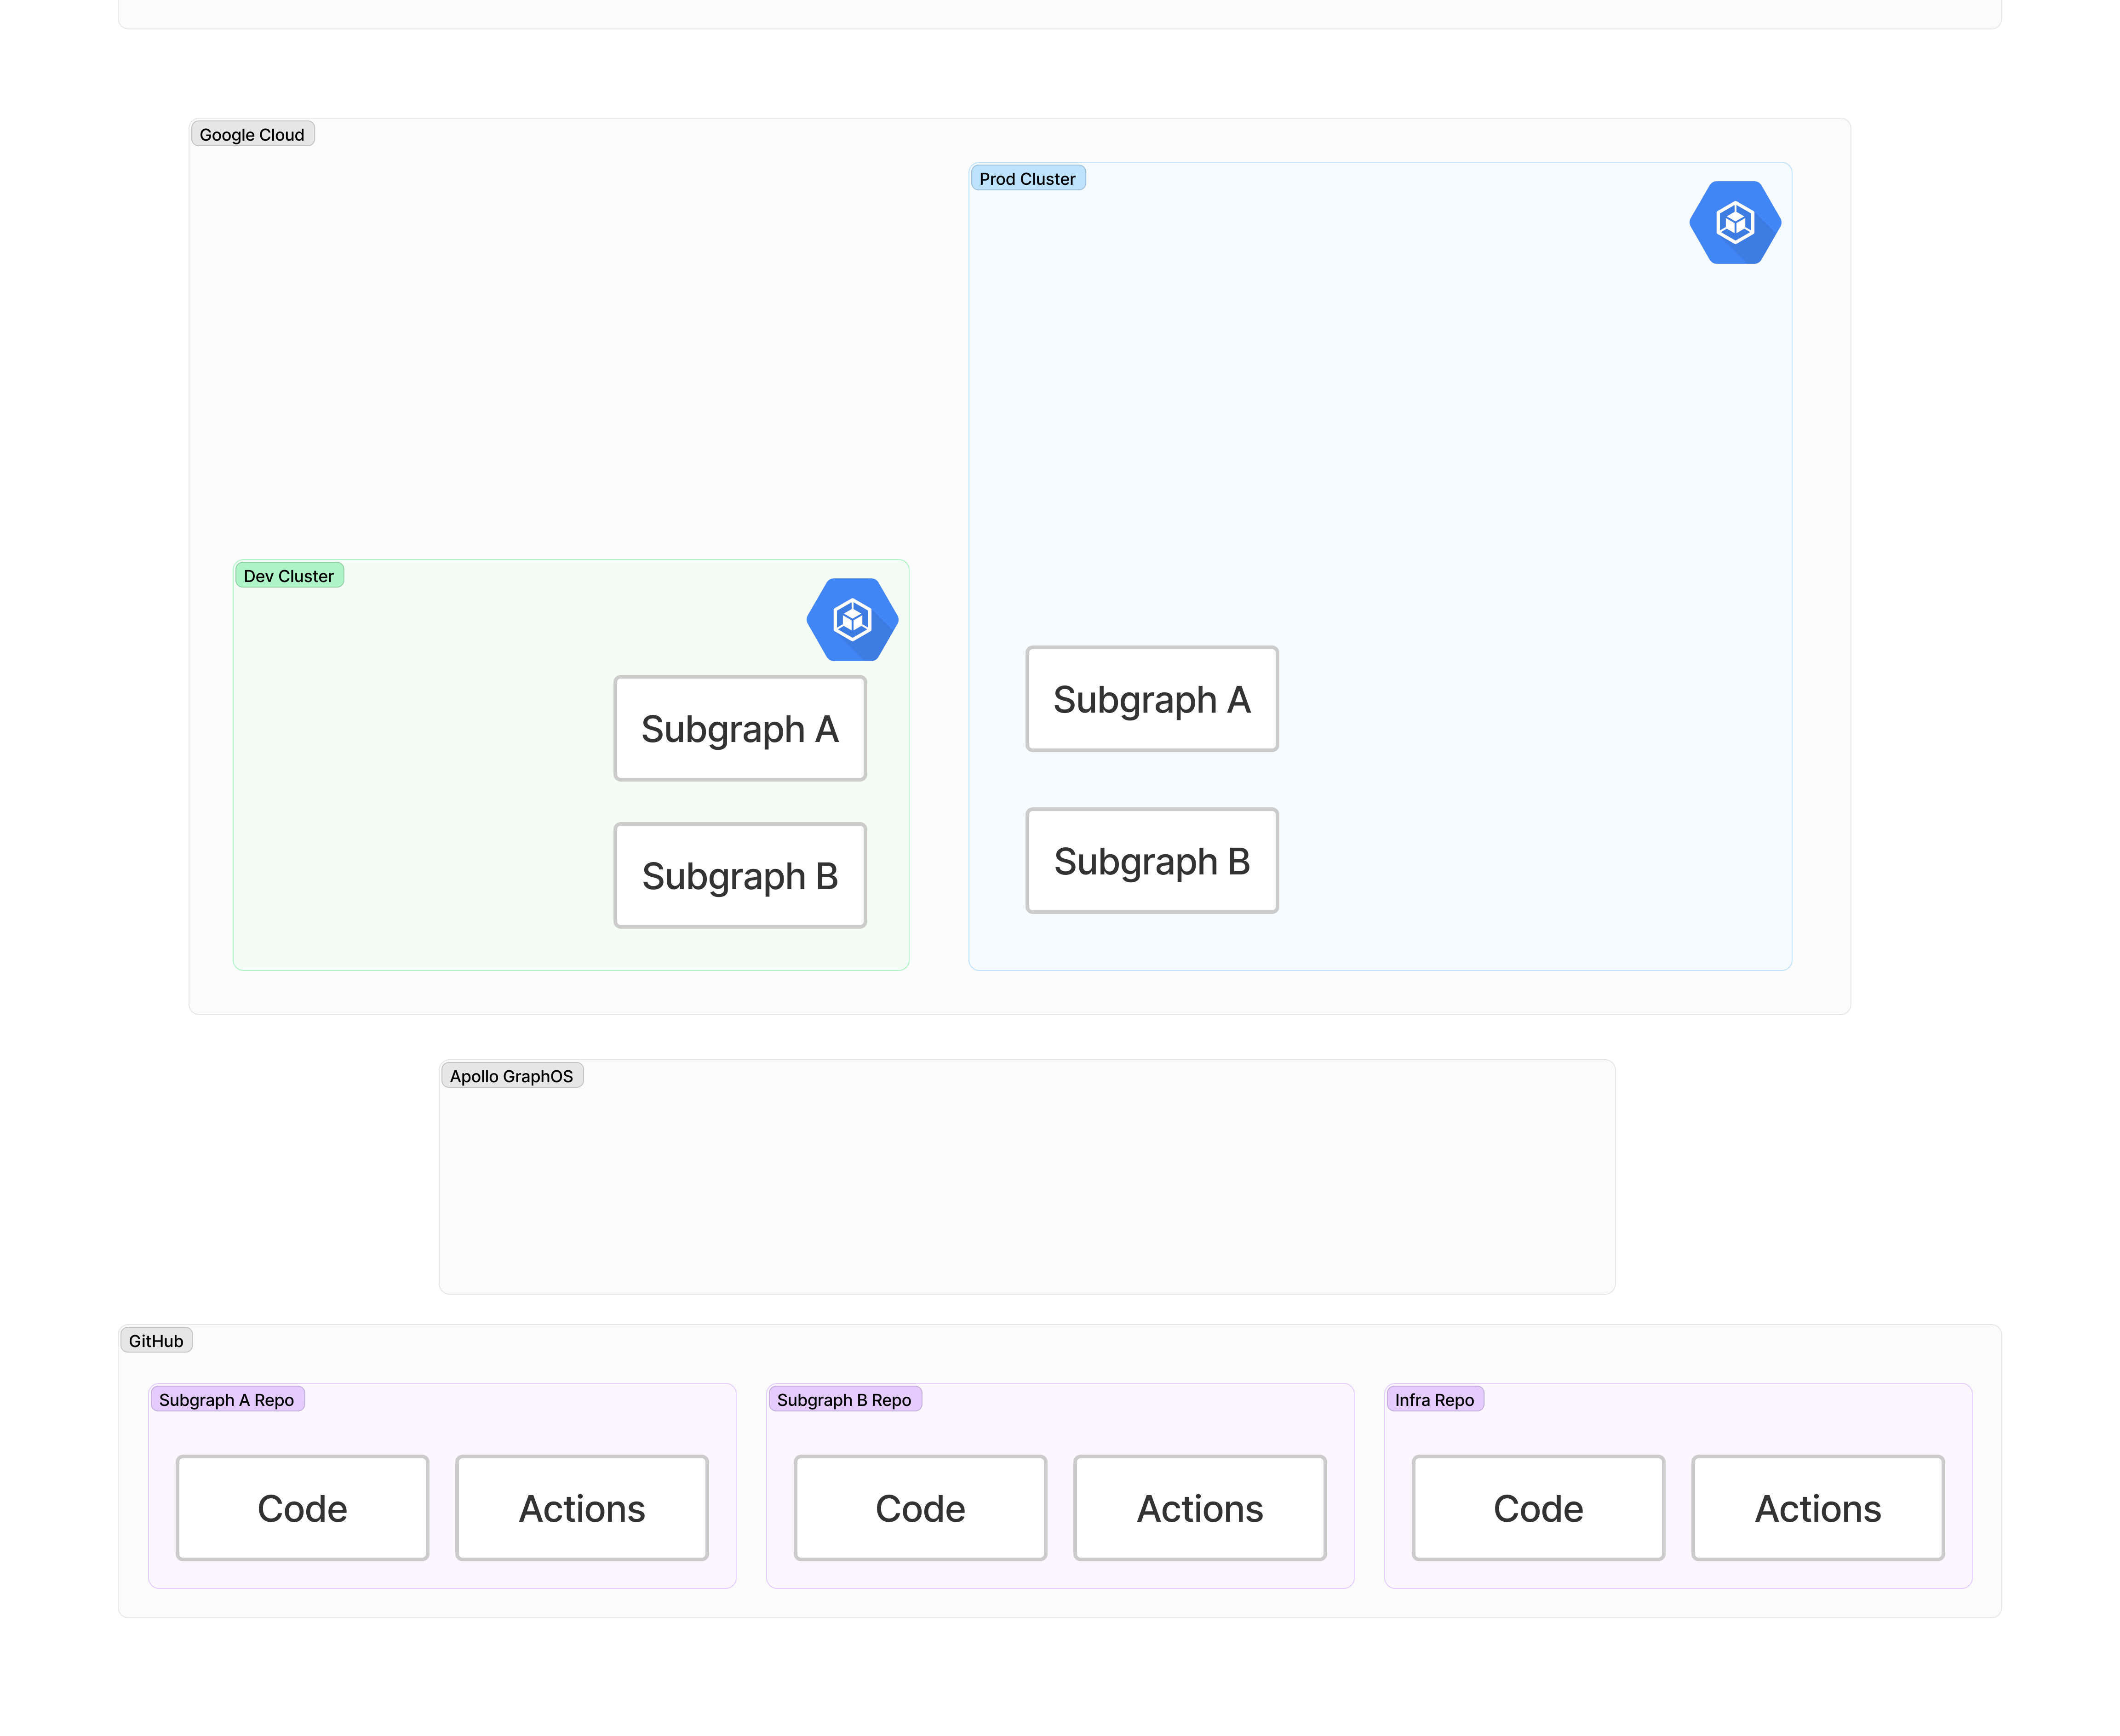 Google Cloud
Prod Cluster
Dev Cluster
Subgraph A
Subgraph B
Subgraph A
Subgraph B
Apollo GraphOS
GitHub
Subgraph A Repo
Code
Actions
Subgraph B Repo
Code
Actions
Infra Repo
Code
Actions